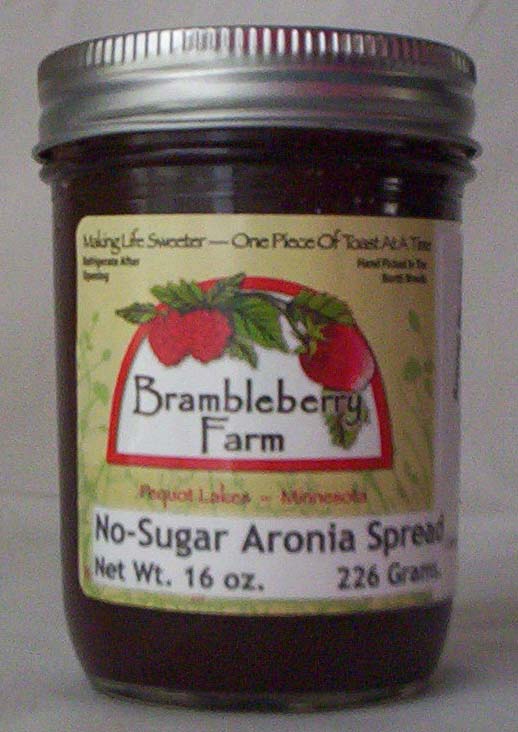 Making Life Sweeter — One Piece Of Toast At A Time
Refrigerate After
Opening
Hand Picked In The
North Woods
Brambleberry
Farm
Pequot Lakes ~ Minnesota
No-Sugar Aronia Spread
Net Wt. 16 oz. 226 Grams.